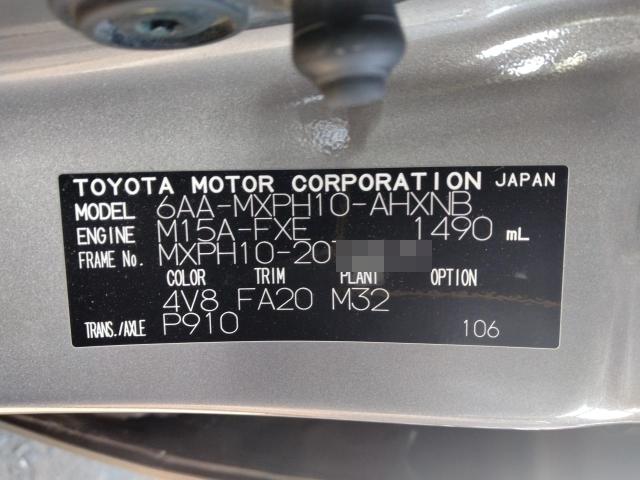 TOYOTA MOTOR CORPORATION JAPAN
MODEL 6AA-MXPH10-AHXNB
ENGINE M15A-FXE 1490 mL
FRAME No. MXPH10-20
COLOR TRIM PLANT OPTION
4V8 FA20 M32
TRANS./AXLE P910 106